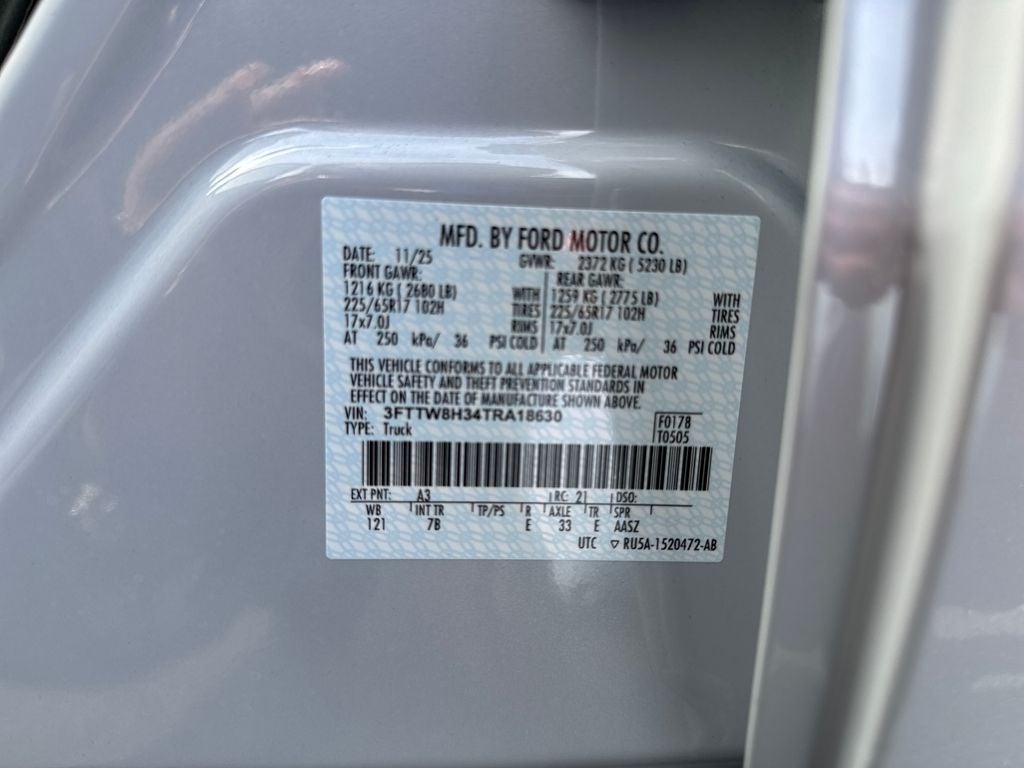 MFD. BY FORD MOTOR CO.
DATE: 11/25 GVWR: 2372 KG ( 5230 LB)
FRONT GAWR: REAR GAWR:
1216 KG ( 2680 LB) WITH 1259 KG ( 2775 LB) WITH
225/65R17 102H TIRES 225/65R17 102H TIRES
17x7.0J RIMS 17x7.0J RIMS
AT 250 kPa/ 36 PSI COLD AT 250 kPa/ 36 PSI COLD
THIS VEHICLE CONFORMS TO ALL APPLICABLE FEDERAL MOTOR
VEHICLE SAFETY AND THEFT PREVENTION STANDARDS IN
EFFECT ON THE DATE OF MANUFACTURE SHOWN ABOVE.
VIN: 3FTTW8H34TRA18630 F0178
TYPE: Truck T0505
EXT PNT: A3 RC: 21 DSO:
WB INT TR TP/PS R AXLE TR SPR
121 7B E 33 E AASZ
UTC ▽ RU5A-1520472-AB